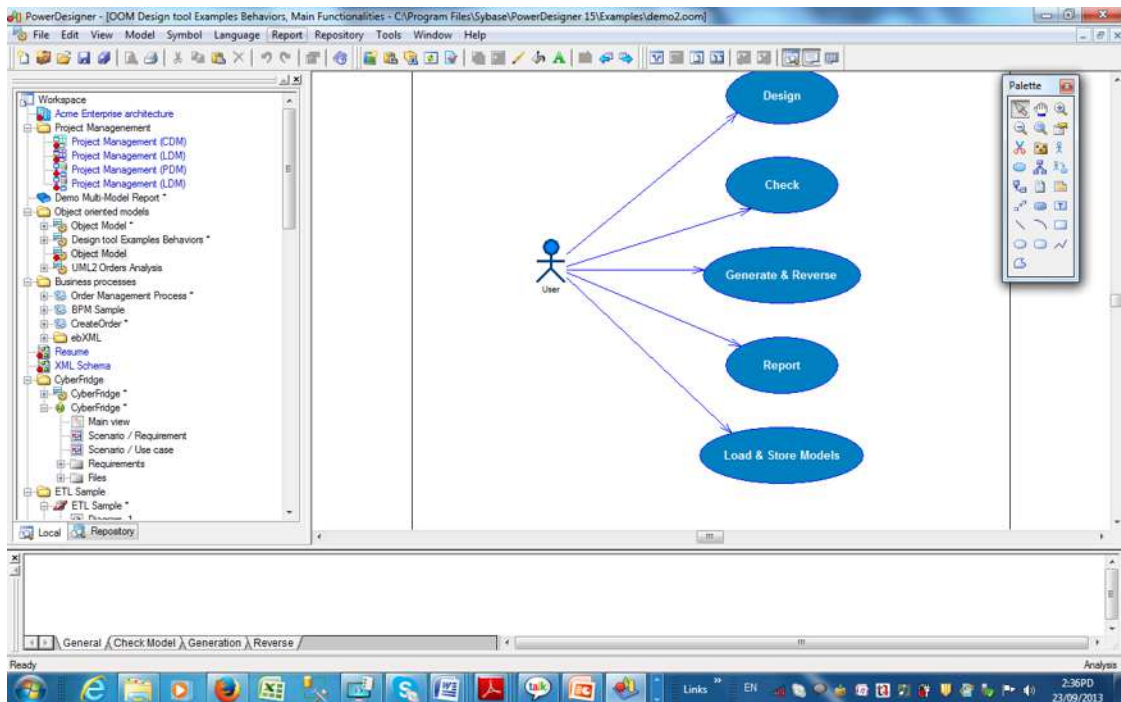 PowerDesigner - [OOM Design tool Examples Behaviors, Main Functionalities - C:\Program Files\Sybase\PowerDesigner 15\Examples\demo2.oom]
File Edit View Model Symbol Language Report Repository Tools Window Help
Workspace
Acme Enterprise architecture
Project Managenement
Project Management (CDM)
Project Management (LDM)
Project Management (PDM)
Project Management (LDM)
Demo Multi-Model Report *
Object oriented models
Object Model *
Design tool Examples Behaviors *
Object Model
UML2 Orders Analysis
Business processes
Order Management Process *
BPM Sample
CreateOrder *
ebXML
Resume
XML Schema
CyberFridge
CyberFridge *
CyberFridge *
Main view
Scenario / Requirement
Scenario / Use case
Requirements
Files
ETL Sample
ETL Sample *
Diagram_1
Local Repository
Design
Check
Generate & Reverse
Report
Load & Store Models
User
Palette
General Check Model Generation Reverse
Ready
Analysis
talk
Links
EN
2:36PD
23/09/2013